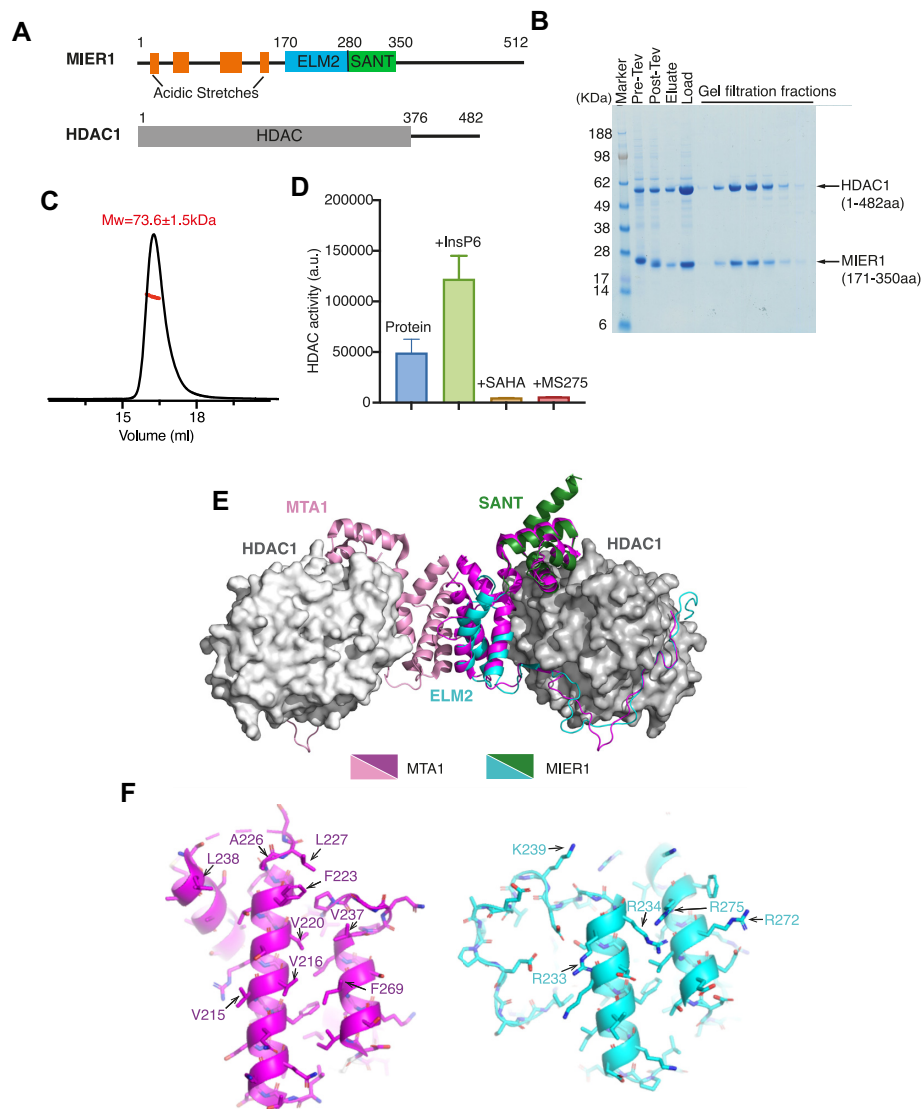 A
1
170
280
350
512
MIER1
ELM2
SANT
Acidic Stretches
1
376
482
HDAC1
HDAC
B
Marker
Pre-Tev
Post-Tev
Eluate
Load
Gel filtration fractions
(KDa)
188
98
62
49
38
28
17
14
6
HDAC1
(1-482aa)
MIER1
(171-350aa)
C
Mw=73.6±1.5kDa
15
18
Volume (ml)
D
HDAC activity (a.u.)
200000
150000
100000
50000
0
Protein
+InsP6
+SAHA
+MS275
E
MTA1
SANT
HDAC1
HDAC1
ELM2
MTA1
MIER1
F
A226
L227
L238
F223
V220
V237
V216
V215
F269
K239
R234
R275
R272
R233